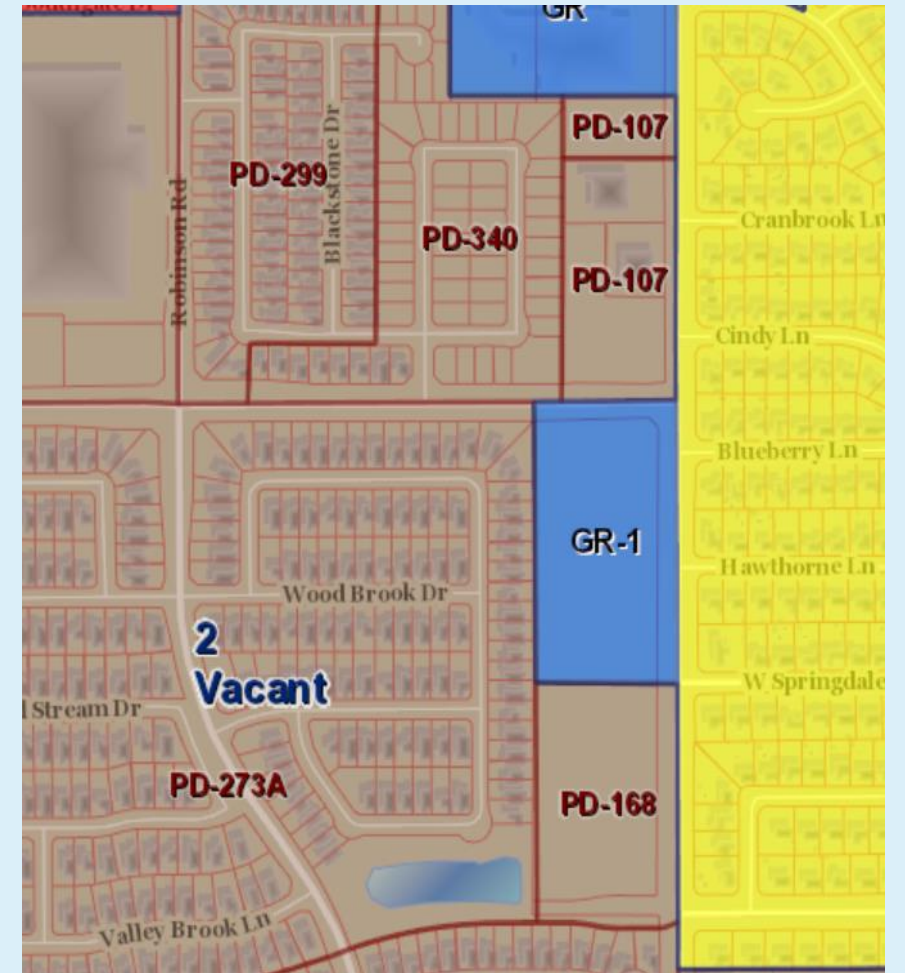 GR
PD-107
PD-299
Blackstone Dr
Robinson Rd
PD-340
Cranbrook Ln
PD-107
Cindy Ln
Blueberry Ln
GR-1
Hawthorne Ln
Wood Brook Dr
2
Vacant
W Springdale
l Stream Dr
PD-273A
PD-168
Valley Brook Ln